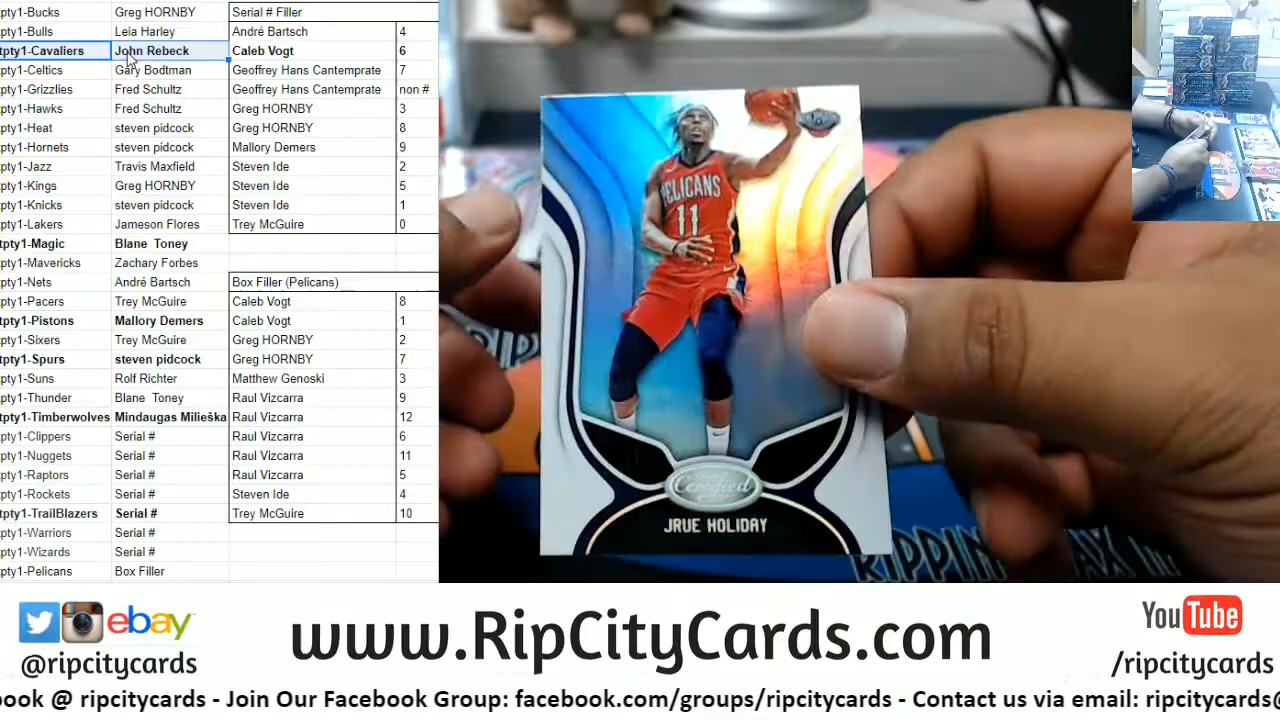 pty1-Bucks Greg HORNBY Serial # Filler
pty1-Bulls Leia Harley André Bartsch 4
tpty1-Cavaliers John Rebeck Caleb Vogt 6
pty1-Celtics Gary Bodtman Geoffrey Hans Cantemprate 7
pty1-Grizzlies Fred Schultz Geoffrey Hans Cantemprate non #
pty1-Hawks Fred Schultz Greg HORNBY 3
pty1-Heat steven pidcock Greg HORNBY 8
pty1-Hornets steven pidcock Mallory Demers 9
pty1-Jazz Travis Maxfield Steven Ide 2
pty1-Kings Greg HORNBY Steven Ide 5
pty1-Knicks steven pidcock Steven Ide 1
pty1-Lakers Jameson Flores Trey McGuire 0
tpty1-Magic Blane Toney
pty1-Mavericks Zachary Forbes
pty1-Nets André Bartsch Box Filler (Pelicans)
pty1-Pacers Trey McGuire Caleb Vogt 8
tpty1-Pistons Mallory Demers Caleb Vogt 1
pty1-Sixers Trey McGuire Greg HORNBY 2
tpty1-Spurs steven pidcock Greg HORNBY 7
pty1-Suns Rolf Richter Matthew Genoski 3
pty1-Thunder Blane Toney Raul Vizcarra 9
tpty1-Timberwolves Mindaugas Milieška Raul Vizcarra 12
pty1-Clippers Serial # Raul Vizcarra 6
pty1-Nuggets Serial # Raul Vizcarra 11
pty1-Raptors Serial # Raul Vizcarra 5
pty1-Rockets Serial # Steven Ide 4
tpty1-TrailBlazers Serial # Trey McGuire 10
pty1-Warriors Serial #
pty1-Wizards Serial #
pty1-Pelicans Box Filler
PELICANS
11
Certified
JRUE HOLIDAY
RIPPIN
ebay
@ripcitycards
www.RipCityCards.com
YouTube
/ripcitycards
book @ ripcitycards - Join Our Facebook Group: facebook.com/groups/ripcitycards - Contact us via email: ripcitycards@